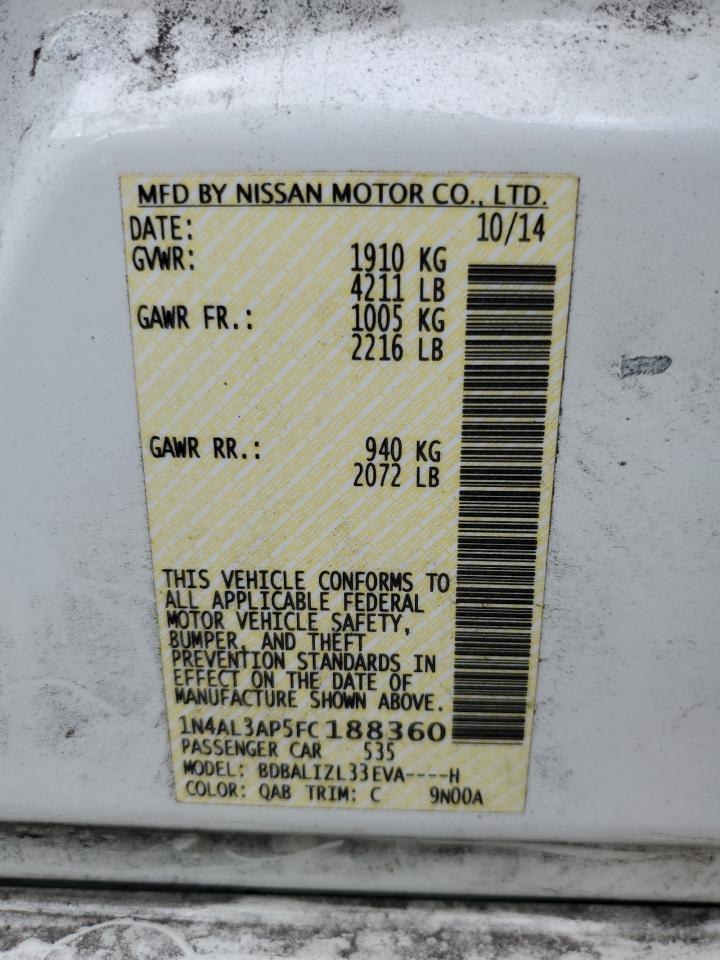 MFD BY NISSAN MOTOR CO., LTD.
DATE: 10/14
GVWR: 1910 KG
4211 LB
GAWR FR.: 1005 KG
2216 LB
GAWR RR.: 940 KG
2072 LB
THIS VEHICLE CONFORMS TO
ALL APPLICABLE FEDERAL
MOTOR VEHICLE SAFETY,
BUMPER, AND THEFT
PREVENTION STANDARDS IN
EFFECT ON THE DATE OF
MANUFACTURE SHOWN ABOVE.
1N4AL3AP5FC188360
PASSENGER CAR 535
MODEL: BDBALIZL33EVA----H
COLOR: QAB TRIM: C 9N00A